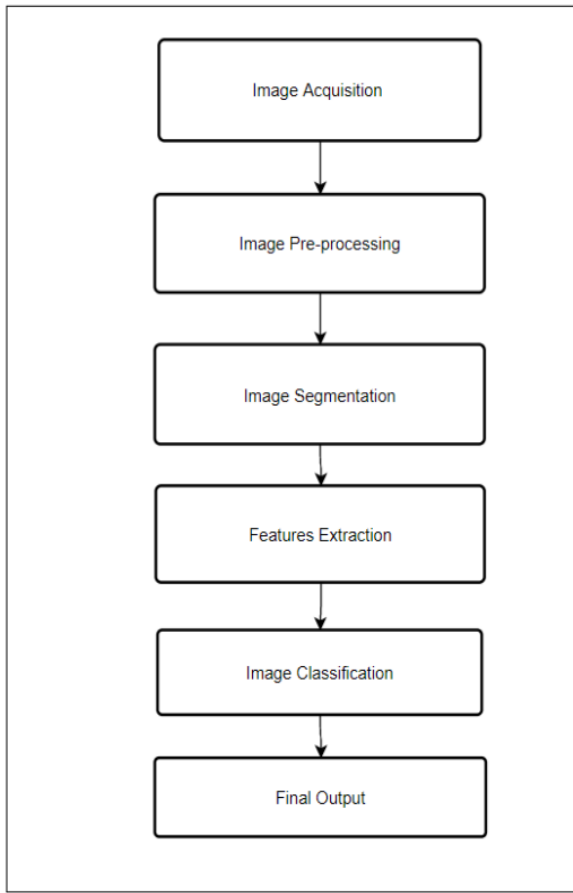 Image Acquisition
Image Pre-processing
Image Segmentation
Features Extraction
Image Classification
Final Output